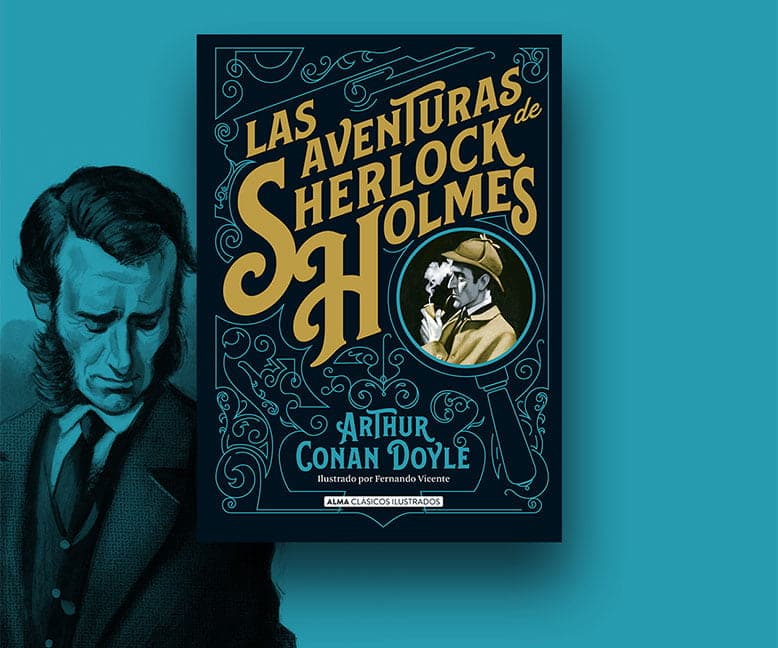 LAS
AVENTURAS de
SHERLOCK
HOLMES
ARTHUR
CONAN DOYLE
Ilustrado por Fernando Vicente
ALMA CLÁSICOS ILUSTRADOS